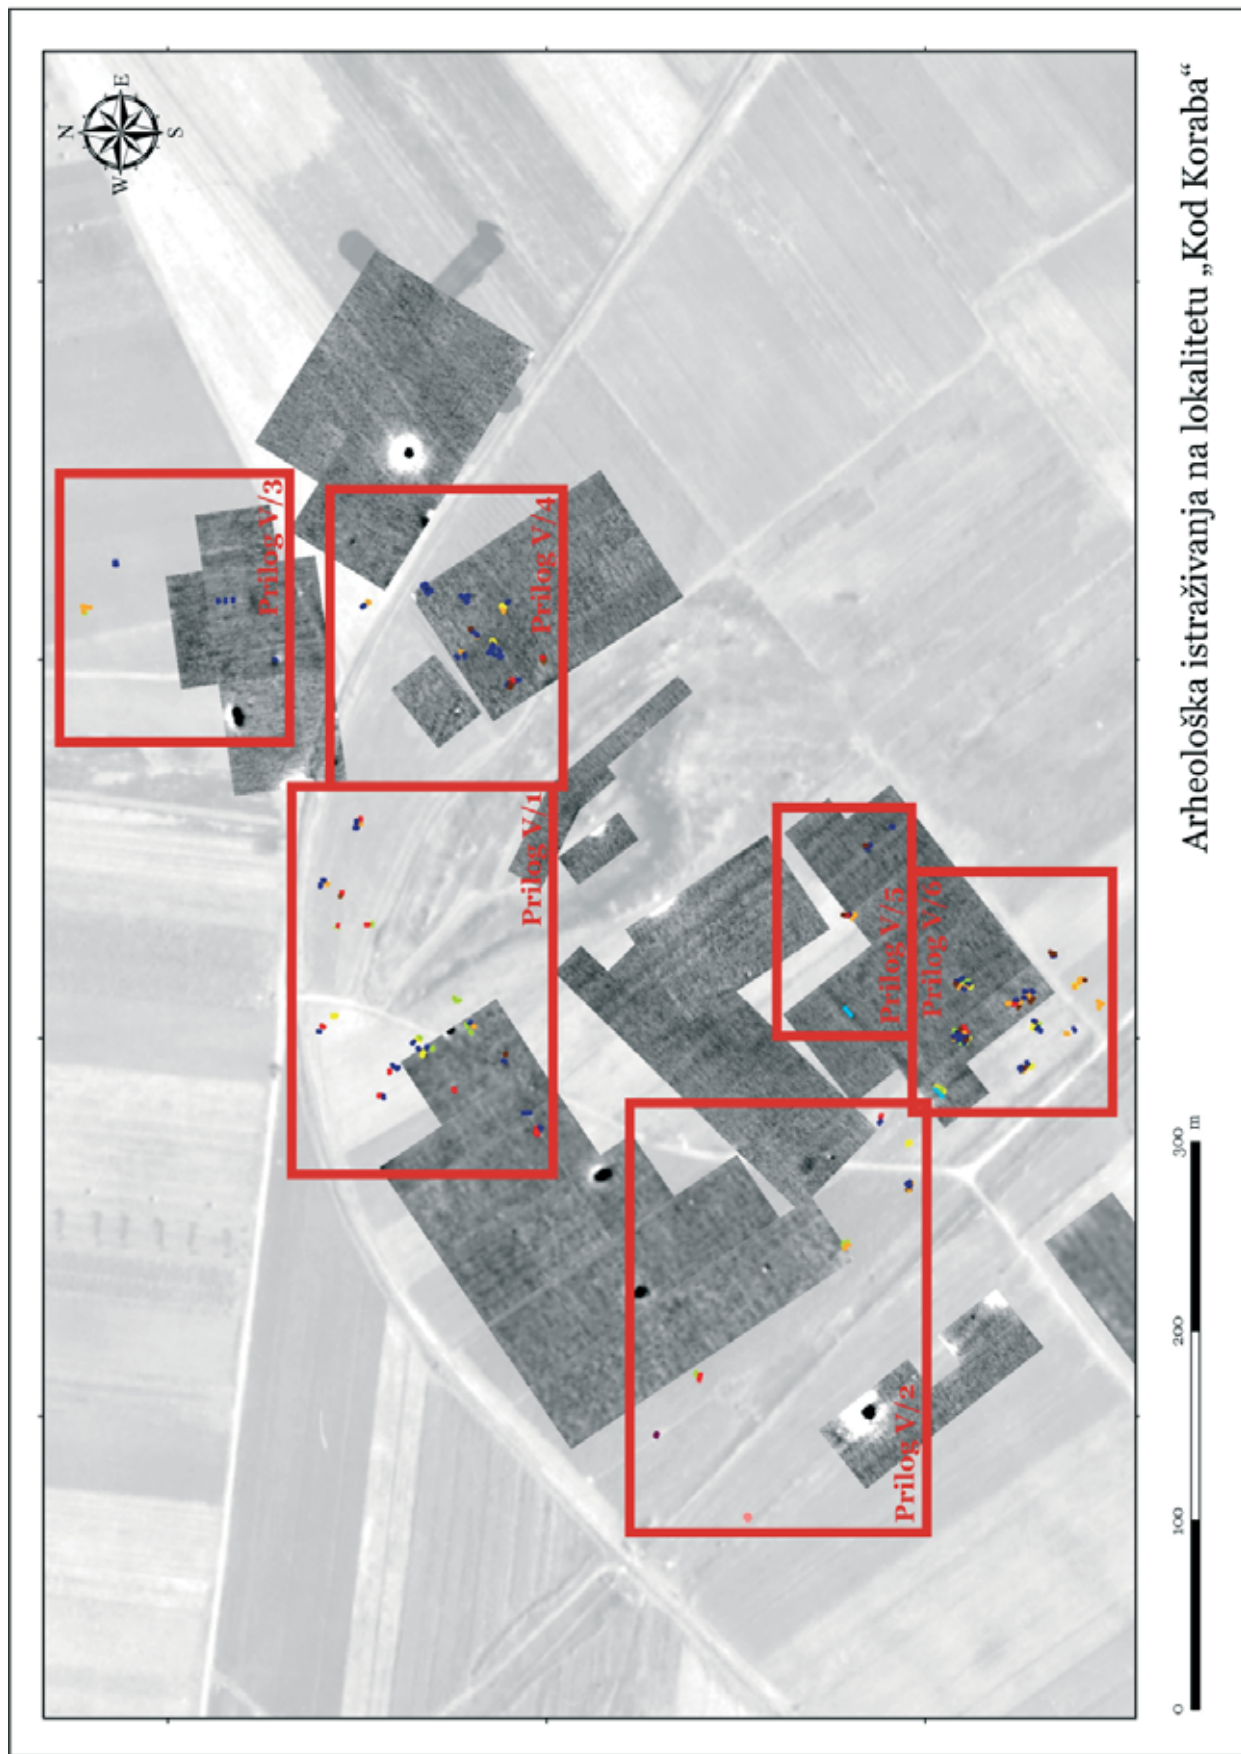 N
E
S
W
Prilog V/3
Prilog V/4
Prilog V/1
Prilog V/5
Prilog V/6
Prilog V/2
0 100 200 300 m
Arheološka istraživanja na lokalitetu „Kod Koraba“